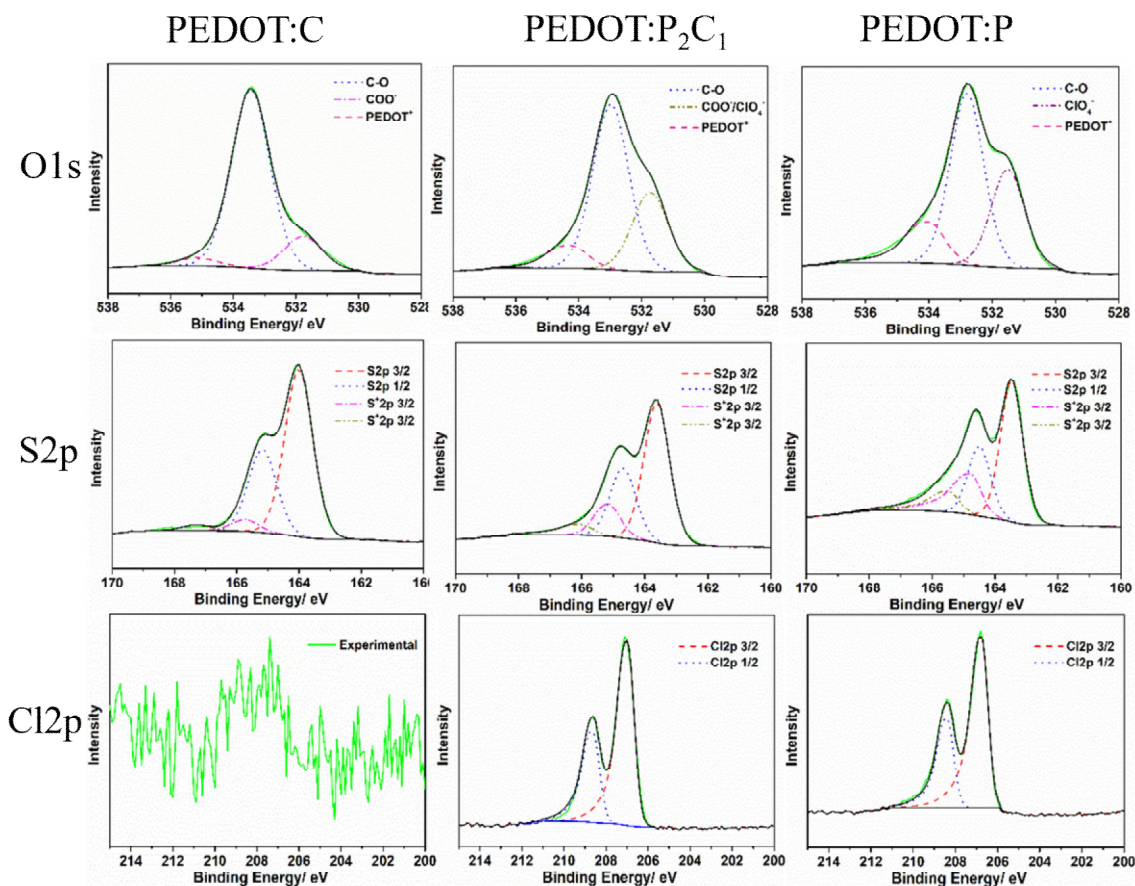 PEDOT:C
PEDOT:P₂C₁
PEDOT:P
O1s
Intensity
C-O
COO⁻
PEDOT⁺
538 536 534 532 530 528
Binding Energy/ eV
Intensity
C-O
COO⁻/ClO₄⁻
PEDOT⁺
538 536 534 532 530 528
Binding Energy/ eV
Intensity
C-O
ClO₄⁻
PEDOT⁺
538 536 534 532 530 528
Binding Energy/ eV
S2p
Intensity
S2p 3/2
S2p 1/2
S⁺2p 3/2
S⁺2p 3/2
170 168 166 164 162 160
Binding Energy/ eV
Intensity
S2p 3/2
S2p 1/2
S⁺2p 3/2
S⁺2p 3/2
170 168 166 164 162 160
Binding Energy/ eV
Intensity
S2p 3/2
S2p 1/2
S⁺2p 3/2
S⁺2p 3/2
170 168 166 164 162 160
Binding Energy/ eV
Cl2p
Intensity
Experimental
214 212 210 208 206 204 202 200
Binding Energy/ eV
Intensity
Cl2p 3/2
Cl2p 1/2
214 212 210 208 206 204 202 200
Binding Energy/ eV
Intensity
Cl2p 3/2
Cl2p 1/2
214 212 210 208 206 204 202 200
Binding Energy/ eV